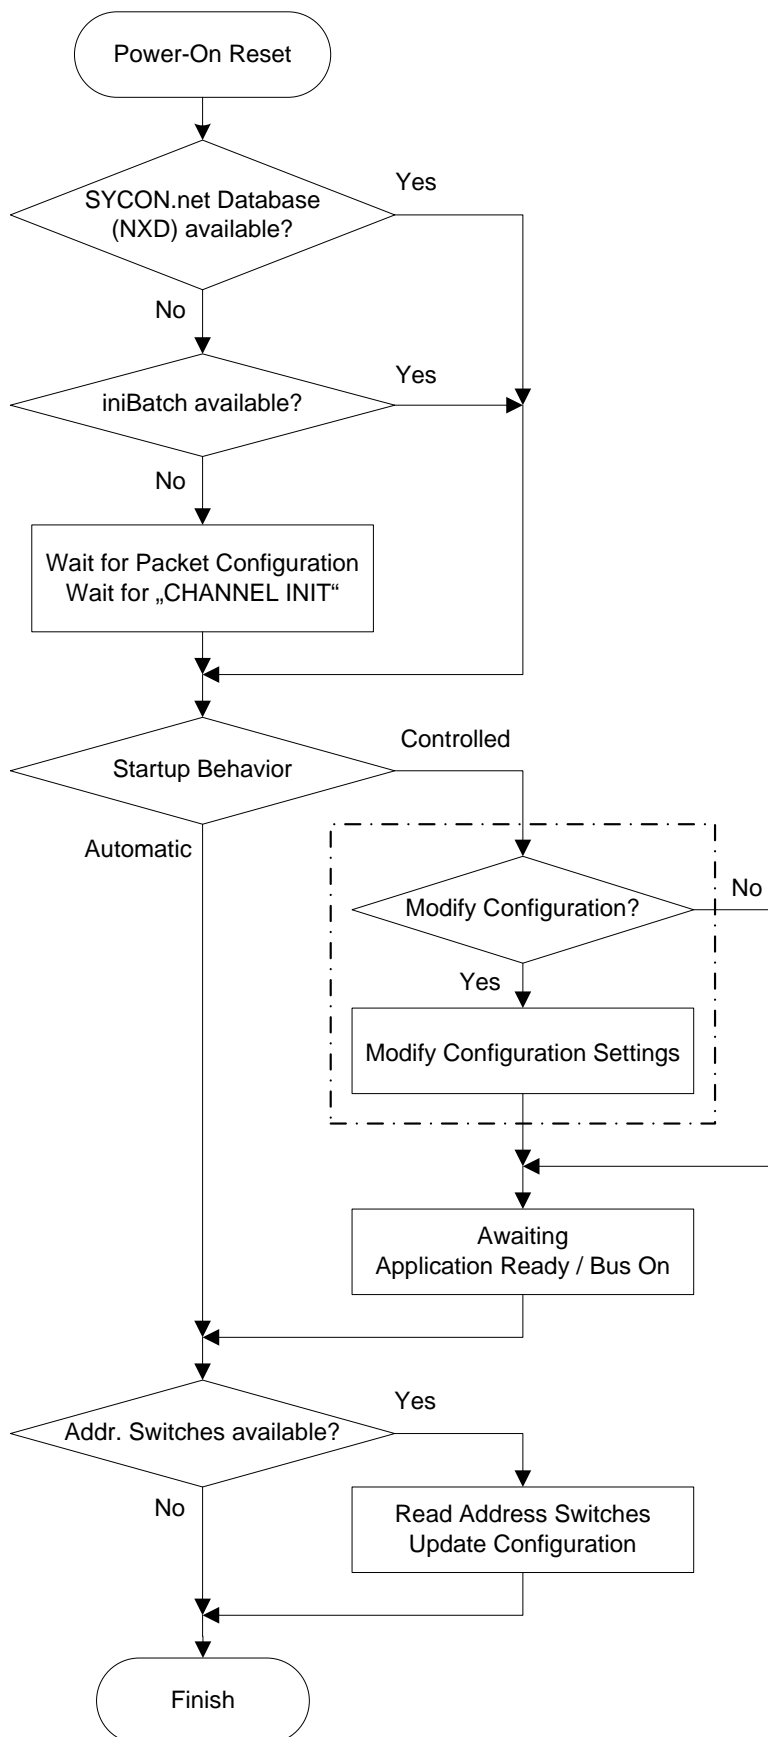 Power-On Reset
SYCON.net Database
(NXD) available?
Yes
No
iniBatch available?
Yes
No
Wait for Packet Configuration
Wait for „CHANNEL INIT“
Startup Behavior
Controlled
Automatic
Modify Configuration?
No
Yes
Modify Configuration Settings
Awaiting
Application Ready / Bus On
Addr. Switches available?
Yes
No
Read Address Switches
Update Configuration
Finish